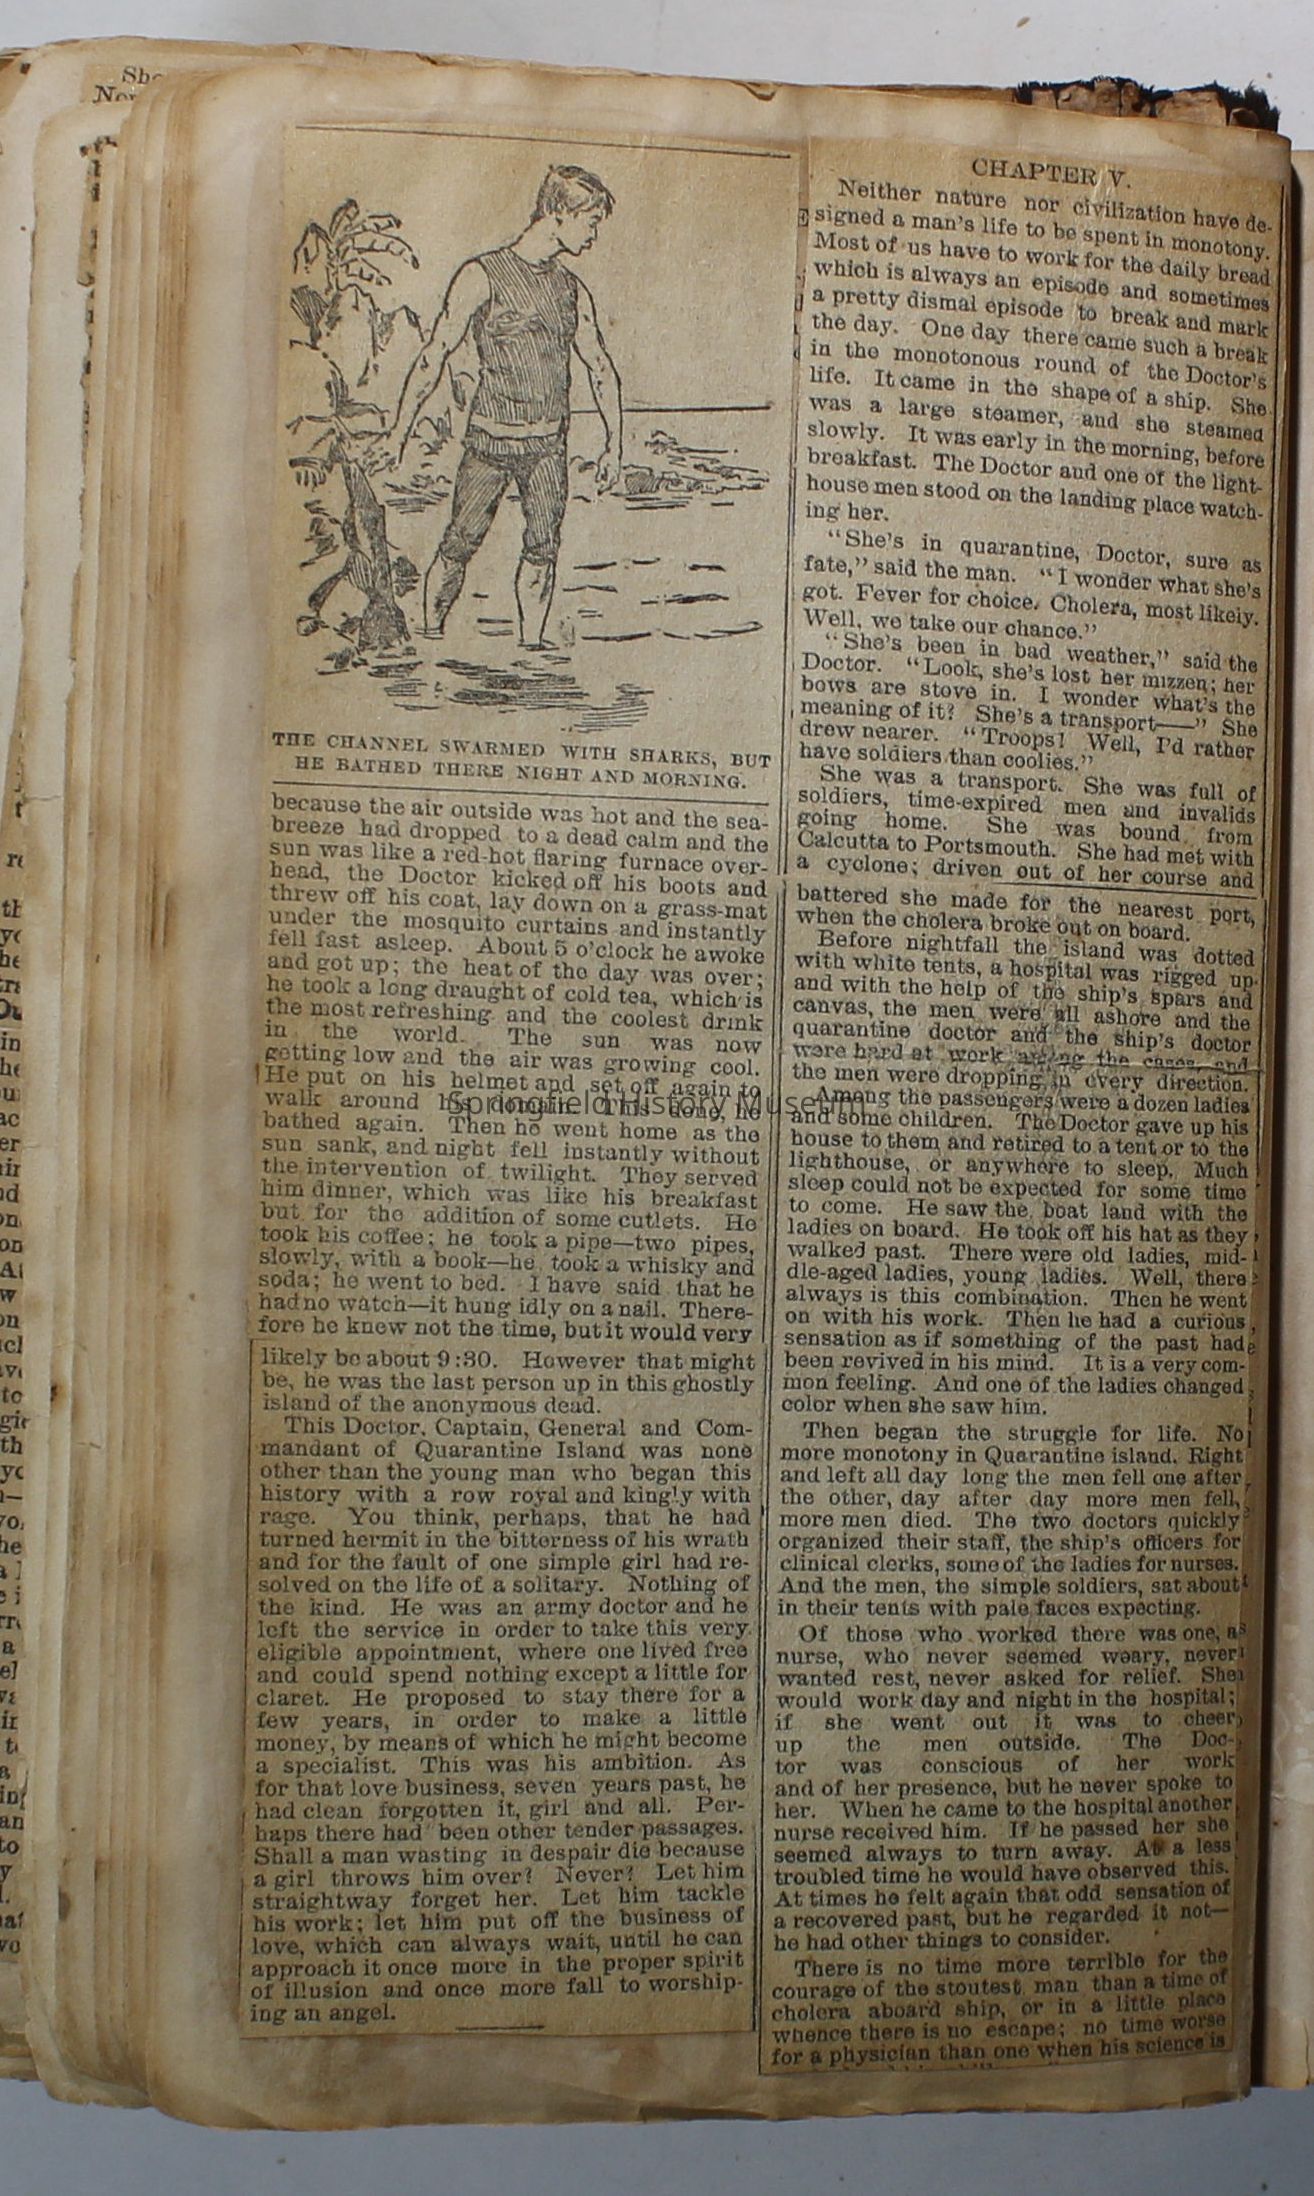 She
THE CHANNEL SWARMED WITH SHARKS, BUT
HE BATHED THERE NIGHT AND MORNING.
because the air outside was hot and the sea-
breeze had dropped to a dead calm and the
sun was like a red-hot flaring furnace over-
head, the Doctor kicked off his boots and
threw off his coat, lay down on a grass-mat
under the mosquito curtains and instantly
fell fast asleep. About 5 o'clock he awoke
and got up; the heat of the day was over;
he took a long draught of cold tea, which is
the most refreshing and the coolest drink
in the world. The sun was now
getting low and the air was growing cool.
He put on his helmet and set off again to
walk around his domain. This done, he
bathed again. Then he went home as the
sun sank, and night fell instantly without
the intervention of twilight. They served
him dinner, which was like his breakfast
but for the addition of some cutlets. He
took his coffee; he took a pipe—two pipes,
slowly, with a book—he took a whisky and
soda; he went to bed. I have said that he
had no watch—it hung idly on a nail. There-
fore he knew not the time, but it would very
likely be about 9:30. However that might
be, he was the last person up in this ghostly
island of the anonymous dead.
This Doctor, Captain, General and Com-
mandant of Quarantine Island was none
other than the young man who began this
history with a row royal and kingly with
rage. You think, perhaps, that he had
turned hermit in the bitterness of his wrath
and for the fault of one simple girl had re-
solved on the life of a solitary. Nothing of
the kind. He was an army doctor and he
left the service in order to take this very
eligible appointment, where one lived free
and could spend nothing except a little for
claret. He proposed to stay there for a
few years, in order to make a little
money, by means of which he might become
a specialist. This was his ambition. As
for that love business, seven years past, he
had clean forgotten it, girl and all. Per-
haps there had been other tender passages.
Shall a man wasting in despair die because
a girl throws him over? Never? Let him
straightway forget her. Let him tackle
his work; let him put off the business of
love, which can always wait, until he can
approach it once more in the proper spirit
of illusion and once more fall to worship-
ing an angel.
CHAPTER V.
Neither nature nor civilization have de-
signed a man's life to be spent in monotony.
Most of us have to work for the daily bread
which is always an episode and sometimes
a pretty dismal episode to break and mark
the day. One day there came such a break
in the monotonous round of the Doctor's
life. It came in the shape of a ship. She
was a large steamer, and she steamed
slowly. It was early in the morning, before
breakfast. The Doctor and one of the light-
house men stood on the landing place watch-
ing her.
"She's in quarantine, Doctor, sure as
fate," said the man. "I wonder what she's
got. Fever for choice. Cholera, most likely.
Well, we take our chance."
"She's been in bad weather," said the
Doctor. "Look, she's lost her mizzen; her
bows are stove in. I wonder what's the
meaning of it? She's a transport——" She
drew nearer. "Troops! Well, I'd rather
have soldiers than coolies."
She was a transport. She was full of
soldiers, time-expired men and invalids
going home. She was bound from
Calcutta to Portsmouth. She had met with
a cyclone; driven out of her course and
battered she made for the nearest port,
when the cholera broke out on board.
Before nightfall the island was dotted
with white tents, a hospital was rigged up
and with the help of the ship's spars and
canvas, the men were all ashore and the
quarantine doctor and the ship's doctor
were hard at work among the cases, and
the men were dropping in every direction.
Among the passengers were a dozen ladies
and some children. The Doctor gave up his
house to them and retired to a tent or to the
lighthouse, or anywhere to sleep. Much
sleep could not be expected for some time
to come. He saw the boat land with the
ladies on board. He took off his hat as they
walked past. There were old ladies, mid-
dle-aged ladies, young ladies. Well, there
always is this combination. Then he went
on with his work. Then he had a curious
sensation as if something of the past had
been revived in his mind. It is a very com-
mon feeling. And one of the ladies changed
color when she saw him.
Then began the struggle for life. No
more monotony in Quarantine island. Right
and left all day long the men fell one after
the other, day after day more men fell,
more men died. The two doctors quickly
organized their staff, the ship's officers for
clinical clerks, some of the ladies for nurses.
And the men, the simple soldiers, sat about
in their tents with pale faces expecting.
Of those who worked there was one, a
nurse, who never seemed weary, never
wanted rest, never asked for relief. She
would work day and night in the hospital;
if she went out it was to cheer
up the men outside. The Doc-
tor was conscious of her work
and of her presence, but he never spoke to
her. When he came to the hospital another
nurse received him. If he passed her she
seemed always to turn away. At a less
troubled time he would have observed this.
At times he felt again that odd sensation of
a recovered past, but he regarded it not—
he had other things to consider.
There is no time more terrible for the
courage of the stoutest man than a time of
cholera aboard ship, or in a little place
whence there is no escape; no time worse
for a physician than one when his science is
Springfield History Museum